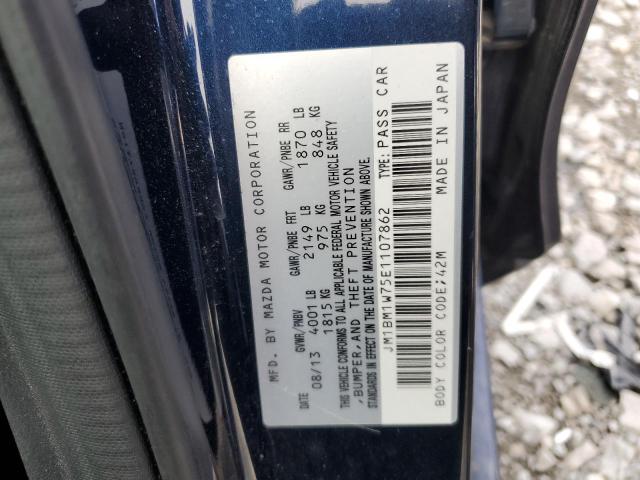 MFD. BY MAZDA MOTOR CORPORATION
DATE GVWR/PNBV GAWR/PNBE FRT GAWR/PNBE RR
08/13 4001 LB 2149 LB 1870 LB
1815 KG 975 KG 848 KG
THIS VEHICLE CONFORMS TO ALL APPLICABLE FEDERAL MOTOR VEHICLE SAFETY
,BUMPER,AND THEFT PREVENTION
STANDARDS IN EFFECT ON THE DATE OF MANUFACTURE SHOWN ABOVE.
JM1BM1W75E1107862 TYPE: PASS CAR
BODY COLOR CODE;42M MADE IN JAPAN